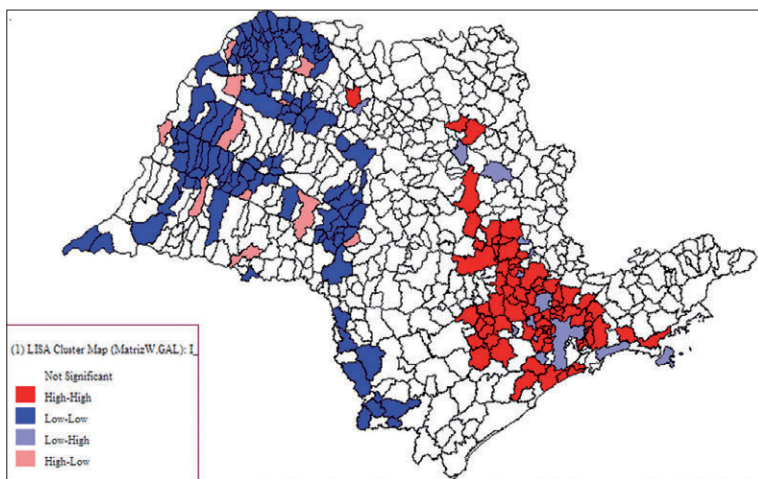 (1) LISA Cluster Map (MatrizW.GAL): I_
Not Significant
High-High
Low-Low
Low-High
High-Low